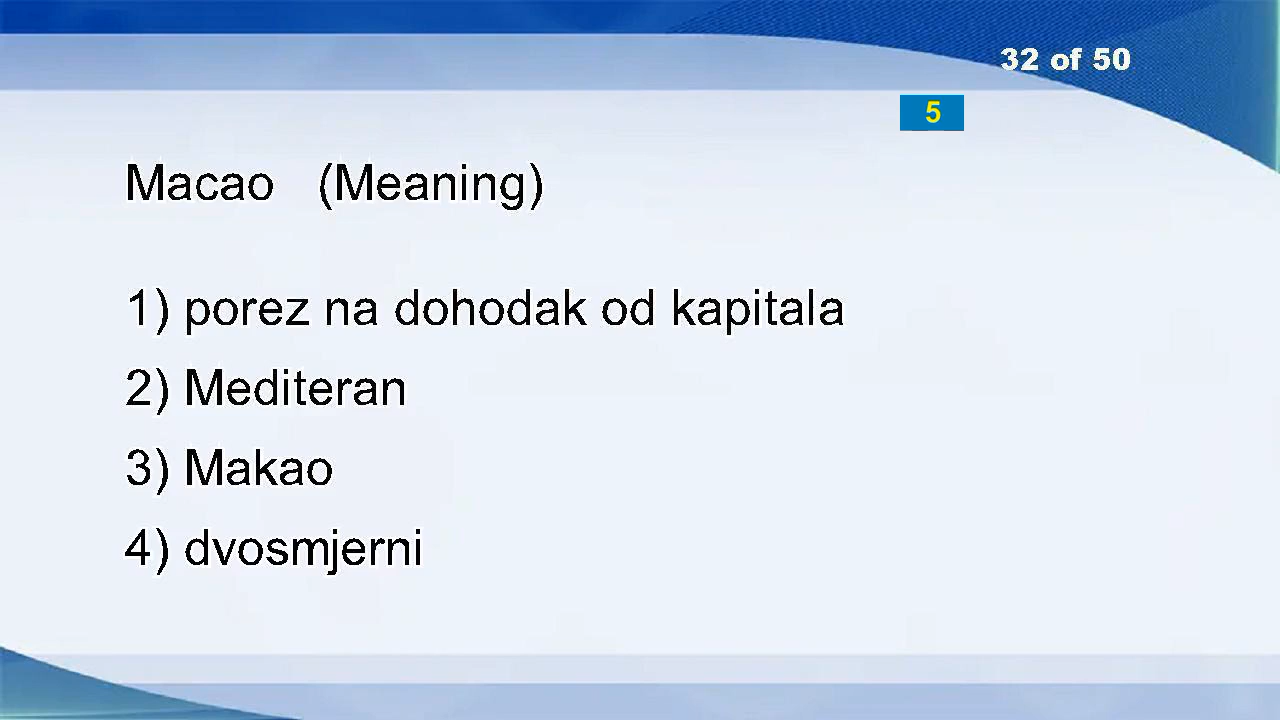 32 of 50
5
Macao (Meaning)
1) porez na dohodak od kapitala
2) Mediteran
3) Makao
4) dvosmjerni